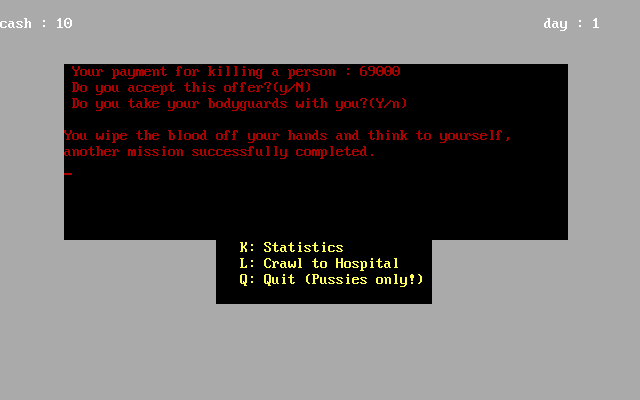 cash : 10
day : 1
Your payment for killing a person : 69000
Do you accept this offer?(y/N)
Do you take your bodyguards with you?(Y/n)
You wipe the blood off your hands and think to yourself,
another mission successfully completed.
K: Statistics
L: Crawl to Hospital
Q: Quit (Pussies only!)